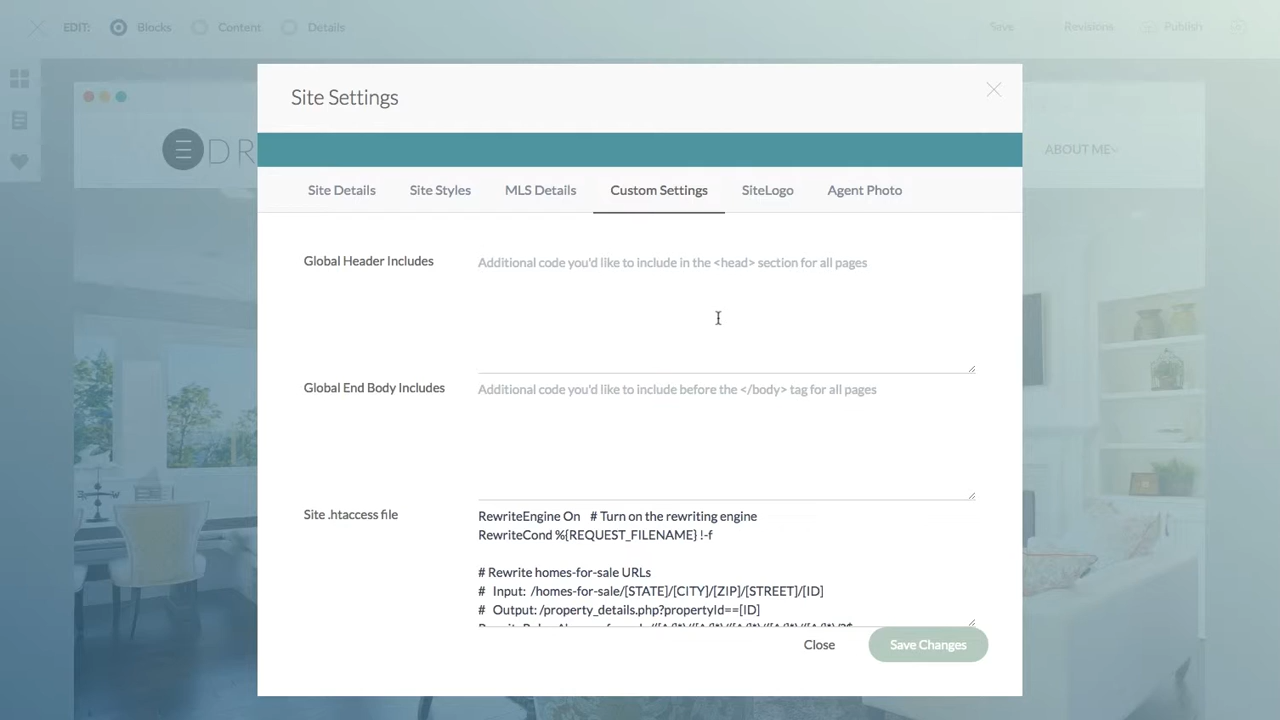 EDIT: Blocks Content Details Save Revisions Publish
Site Settings
DR
ABOUT ME
Site Details Site Styles MLS Details Custom Settings SiteLogo Agent Photo
Global Header Includes
Additional code you'd like to include in the <head> section for all pages
Global End Body Includes
Additional code you'd like to include before the </body> tag for all pages
Site .htaccess file
RewriteEngine On # Turn on the rewriting engine
RewriteCond %{REQUEST_FILENAME} !-f
# Rewrite homes-for-sale URLs
# Input: /homes-for-sale/[STATE]/[CITY]/[ZIP]/[STREET]/[ID]
# Output: /property_details.php?propertyId==[ID]
Close Save Changes